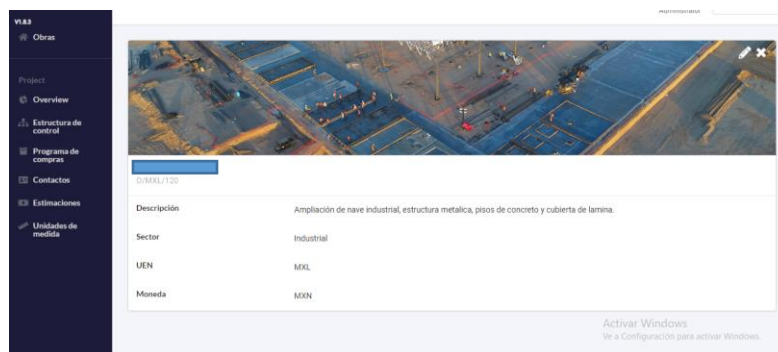 Administrator
V1.8.3
Obras
Project
Overview
Estructura de
control
Programa de
compras
Contactos
Estimaciones
Unidades de
medida
O/MXL/120
Descripción
Ampliación de nave industrial, estructura metalica, pisos de concreto y cubierta de lamina.
Sector
Industrial
UEN
MXL
Moneda
MXN
Activar Windows
Ve a Configuración para activar Windows.